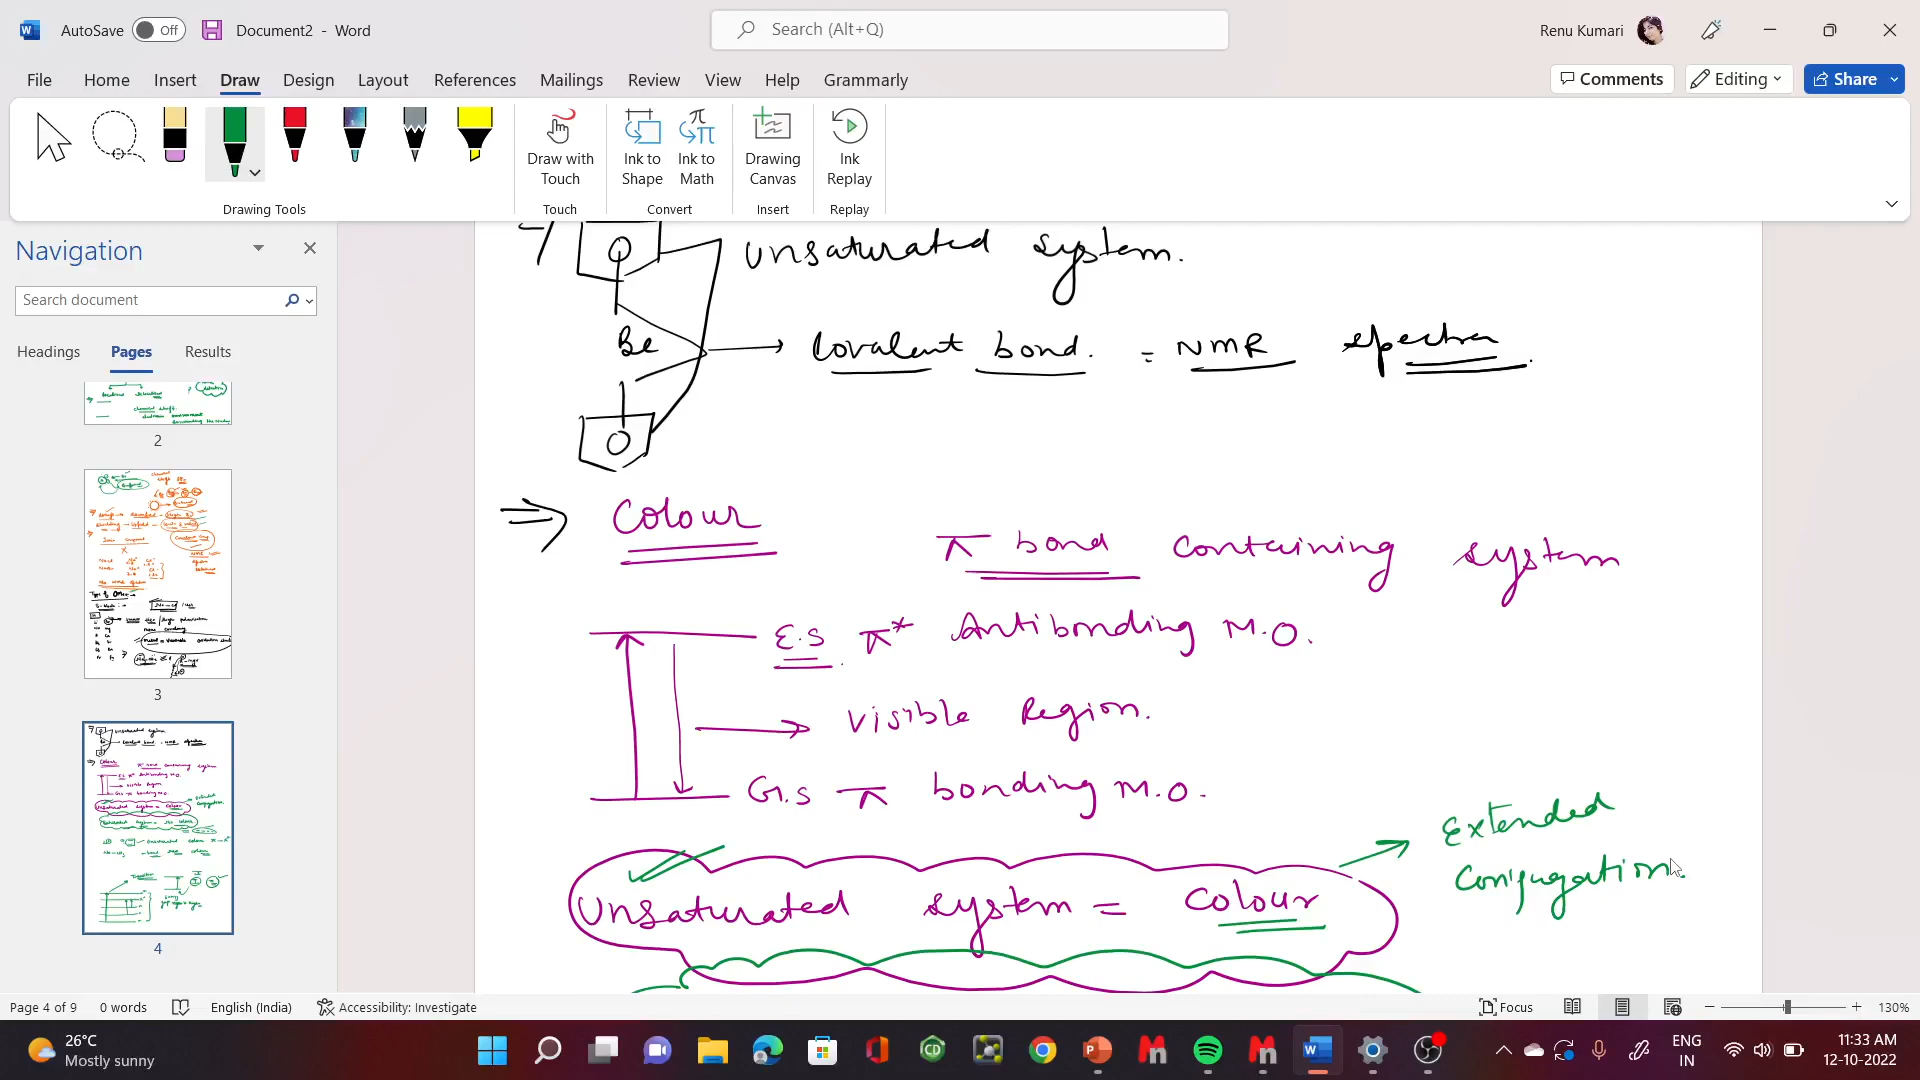 AutoSave Off Document2 - Word
Search (Alt+Q)
Renu Kumari
File Home Insert Draw Design Layout References Mailings Review View Help Grammarly
Comments Editing Share
Draw with Touch
Ink to Shape
Ink to Math
Drawing Canvas
Ink Replay
Drawing Tools Touch Convert Insert Replay
Navigation
Search document
Headings Pages Results
2
3
4
unsaturated system.
Be
Covalent bond. = NMR spectra.
⇒ Colour
π bond containing system
E.S π* Antibonding M.O.
→ Visible Region.
G.S π bonding M.O.
Extended
Conjugation.
Unsaturated system = Colour
Page 4 of 9 0 words English (India) Accessibility: Investigate
Focus 130%
26°C
Mostly sunny
ENG
IN
11:33 AM
12-10-2022